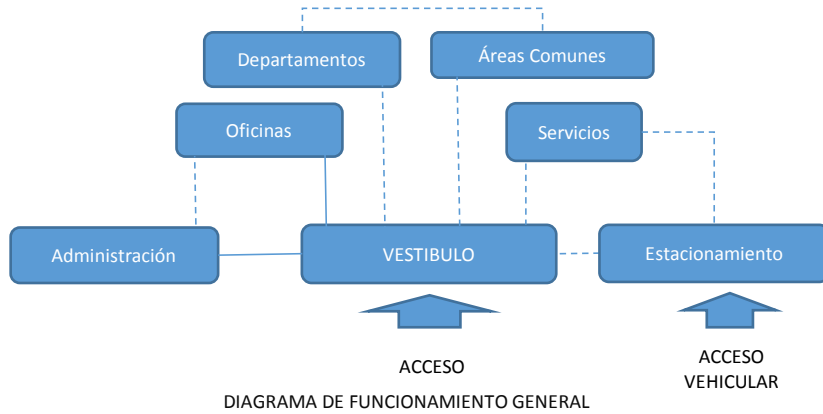 Departamentos
Áreas Comunes
Oficinas
Servicios
Administración
VESTIBULO
Estacionamiento
ACCESO
ACCESO
VEHICULAR
DIAGRAMA DE FUNCIONAMIENTO GENERAL